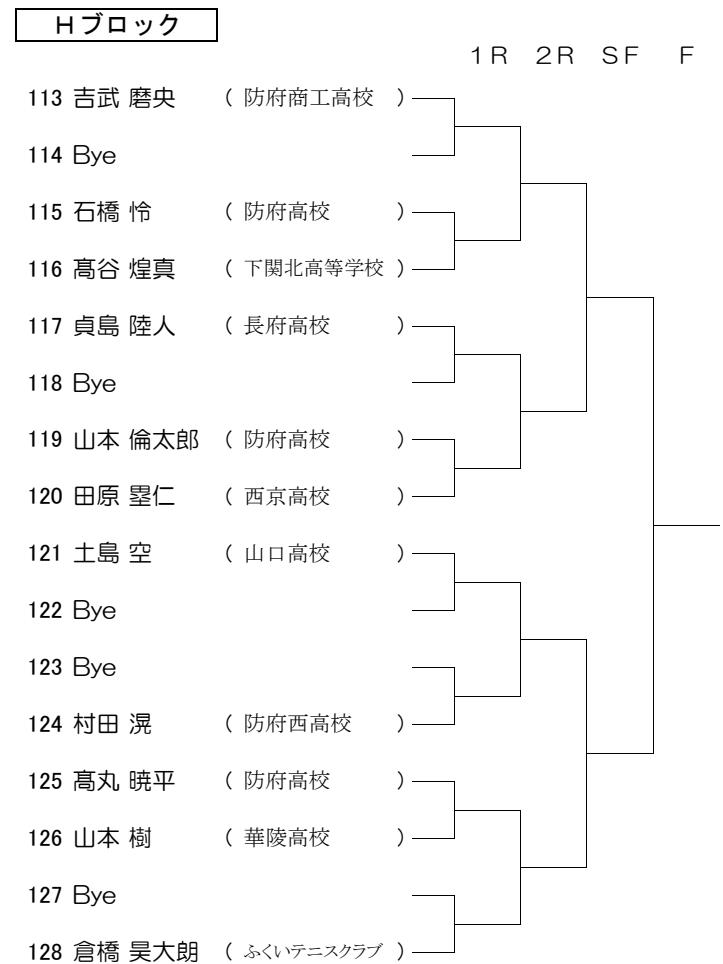 Hブロック
1R 2R SF F
113 吉武 磨央 ( 防府商工高校 )
114 Bye
115 石橋 怜 ( 防府高校 )
116 髙谷 煌真 ( 下関北高等学校 )
117 貞島 陸人 ( 長府高校 )
118 Bye
119 山本 倫太郎 ( 防府高校 )
120 田原 塁仁 ( 西京高校 )
121 土島 空 ( 山口高校 )
122 Bye
123 Bye
124 村田 滉 ( 防府西高校 )
125 髙丸 暁平 ( 防府高校 )
126 山本 樹 ( 華陵高校 )
127 Bye
128 倉橋 昊大朗 ( ふくいテニスクラブ )